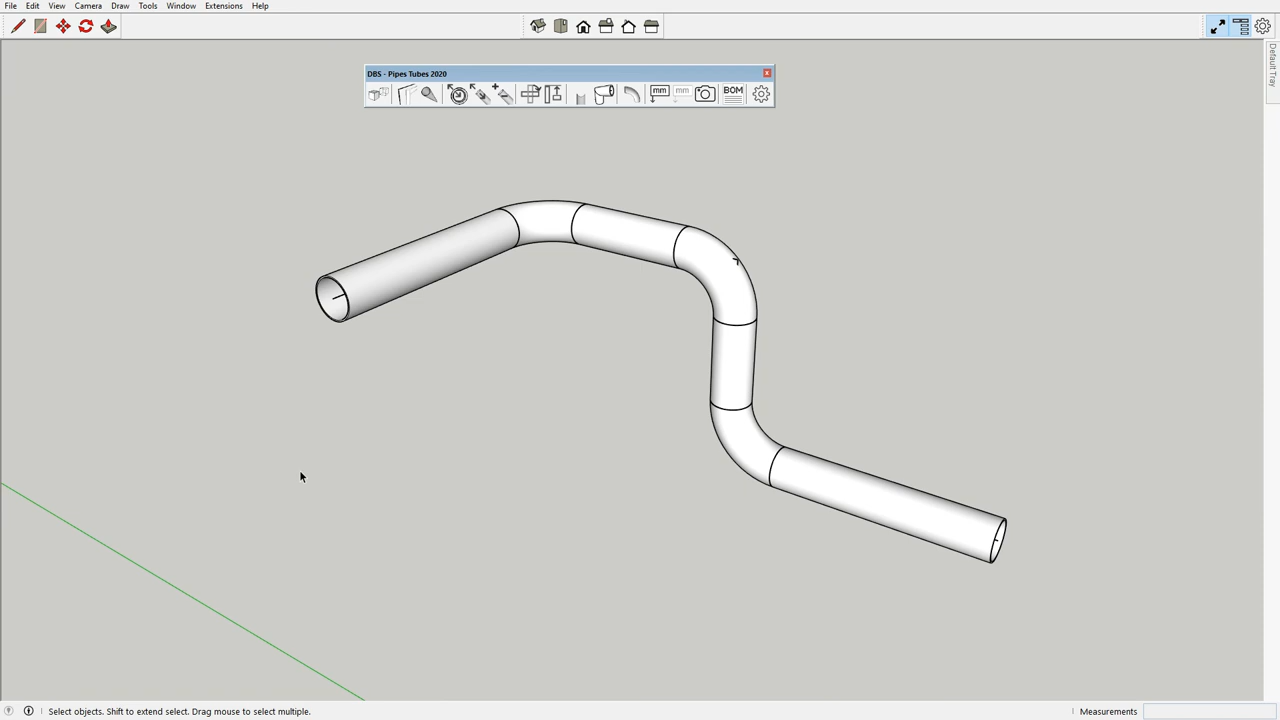 File Edit View Camera Draw Tools Window Extensions Help
DBS - Pipes Tubes 2020
x
mm mm BOM
Default Tray
Select objects. Shift to extend select. Drag mouse to select multiple.
Measurements